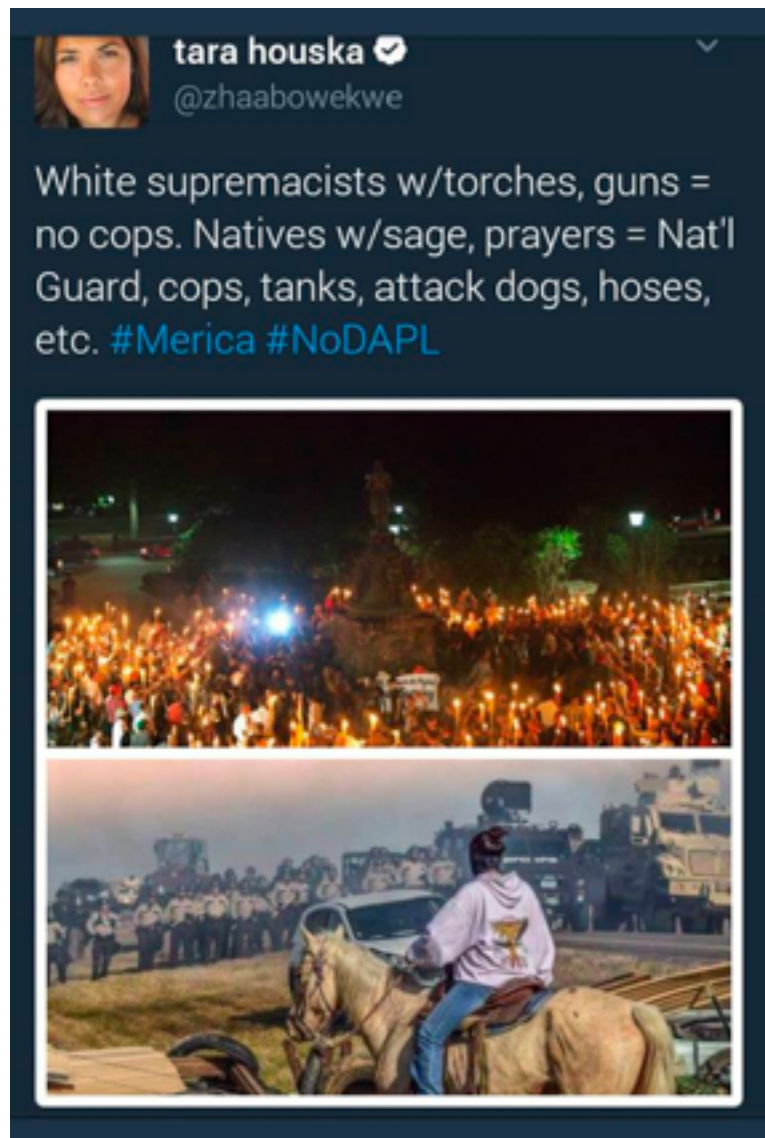 tara houska
@zhaabowekwe
White supremacists w/torches, guns =
no cops. Natives w/sage, prayers = Nat'l
Guard, cops, tanks, attack dogs, hoses,
etc. #Merica #NoDAPL